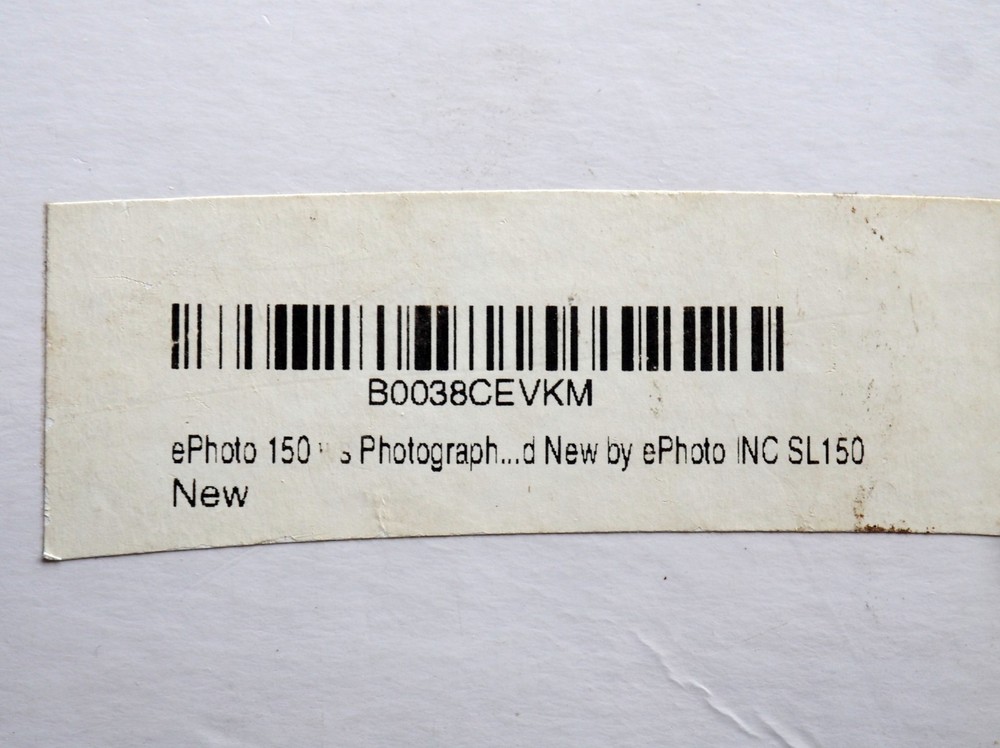 B0038CEVKM
ePhoto 150 s Photograph...d New by ePhoto INC SL150
New